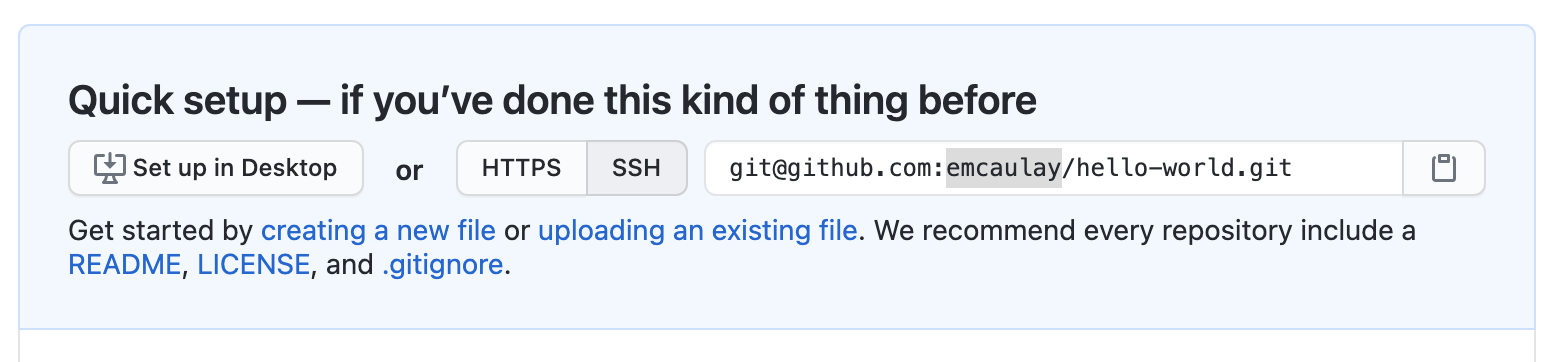 Quick setup — if you’ve done this kind of thing before
Set up in Desktop or HTTPS SSH git@github.com:emcaulay/hello-world.git
Get started by creating a new file or uploading an existing file. We recommend every repository include a
README, LICENSE, and .gitignore.